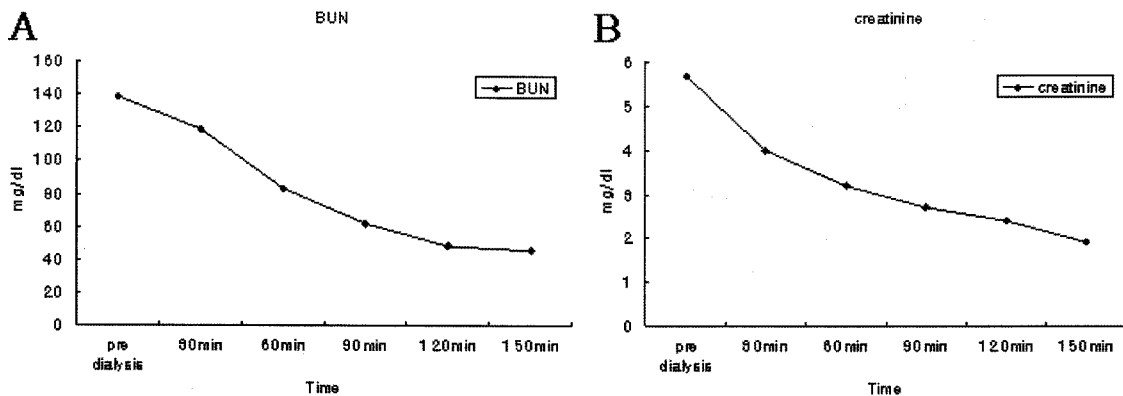 A
BUN
160
140
120
100
80
60
40
20
0
mg/dl
BUN
pre dialysis
30min
60min
90min
120min
150min
Time
B
creatinine
6
5
4
3
2
1
0
mg/dl
creatinine
pre dialysis
30min
60min
90min
120min
150min
Time